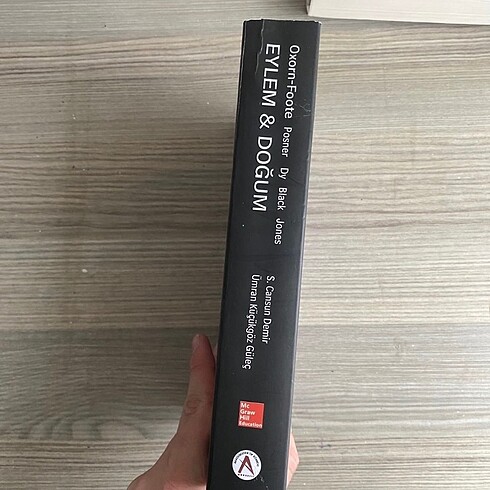 Oxorn-Foote Posner Dy Black Jones
EYLEM & DOĞUM
S. Cansun Demir
Ümran Küçükgöz Güleç
Mc
Graw
Hill
Education